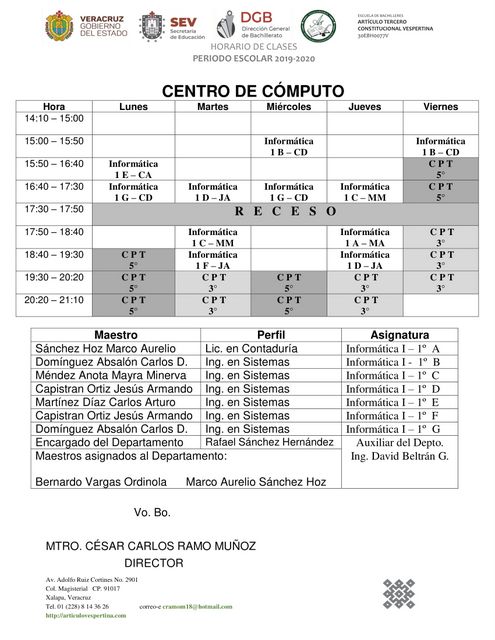 VERACRUZ
GOBIERNO
DEL ESTADO
SEV
Secretaría
de Educación
DGB
Dirección General
de Bachillerato
ESCUELA DE BACHILLERES
ARTÍCULO TERCERO
CONSTITUCIONAL VESPERTINA
30EBH0077V
HORARIO DE CLASES
PERIODO ESCOLAR 2019-2020
CENTRO DE CÓMPUTO
Hora Lunes Martes Miércoles Jueves Viernes
14:10 – 15:00
15:00 – 15:50 Informática Informática
1 B – CD 1 B – CD
15:50 – 16:40 Informática C P T
1 E – CA 5°
16:40 – 17:30 Informática Informática Informática Informática C P T
1 G – CD 1 D – JA 1 G – CD 1 C – MM 5°
17:30 – 17:50 R E C E S O
17:50 – 18:40 Informática Informática C P T
1 C – MM 1 A – MA 3°
18:40 – 19:30 C P T Informática Informática C P T
5° 1 F – JA 1 D – JA 3°
19:30 – 20:20 C P T C P T C P T C P T C P T
5° 3° 5° 3° 3°
20:20 – 21:10 C P T C P T C P T C P T
5° 3° 5° 3°
Maestro Perfil Asignatura
Sánchez Hoz Marco Aurelio Lic. en Contaduría Informática I – 1º A
Domínguez Absalón Carlos D. Ing. en Sistemas Informática I - 1º B
Méndez Anota Mayra Minerva Ing. en Sistemas Informática I – 1º C
Capistran Ortiz Jesús Armando Ing. en Sistemas Informática I – 1º D
Martínez Díaz Carlos Arturo Ing. en Sistemas Informática I – 1º E
Capistran Ortiz Jesús Armando Ing. en Sistemas Informática I – 1º F
Domínguez Absalón Carlos D. Ing. en Sistemas Informática I – 1º G
Encargado del Departamento Rafael Sánchez Hernández Auxiliar del Depto.
Maestros asignados al Departamento: Ing. David Beltrán G.
Bernardo Vargas Ordinola Marco Aurelio Sánchez Hoz
Vo. Bo.
MTRO. CÉSAR CARLOS RAMO MUÑOZ
DIRECTOR
Av. Adolfo Ruiz Cortines No. 2901
Col. Magisterial CP. 91017
Xalapa, Veracruz
Tel. 01 (228) 8 14 36 26 correo-e cramom18@hotmail.com
http://articulovespertina.com